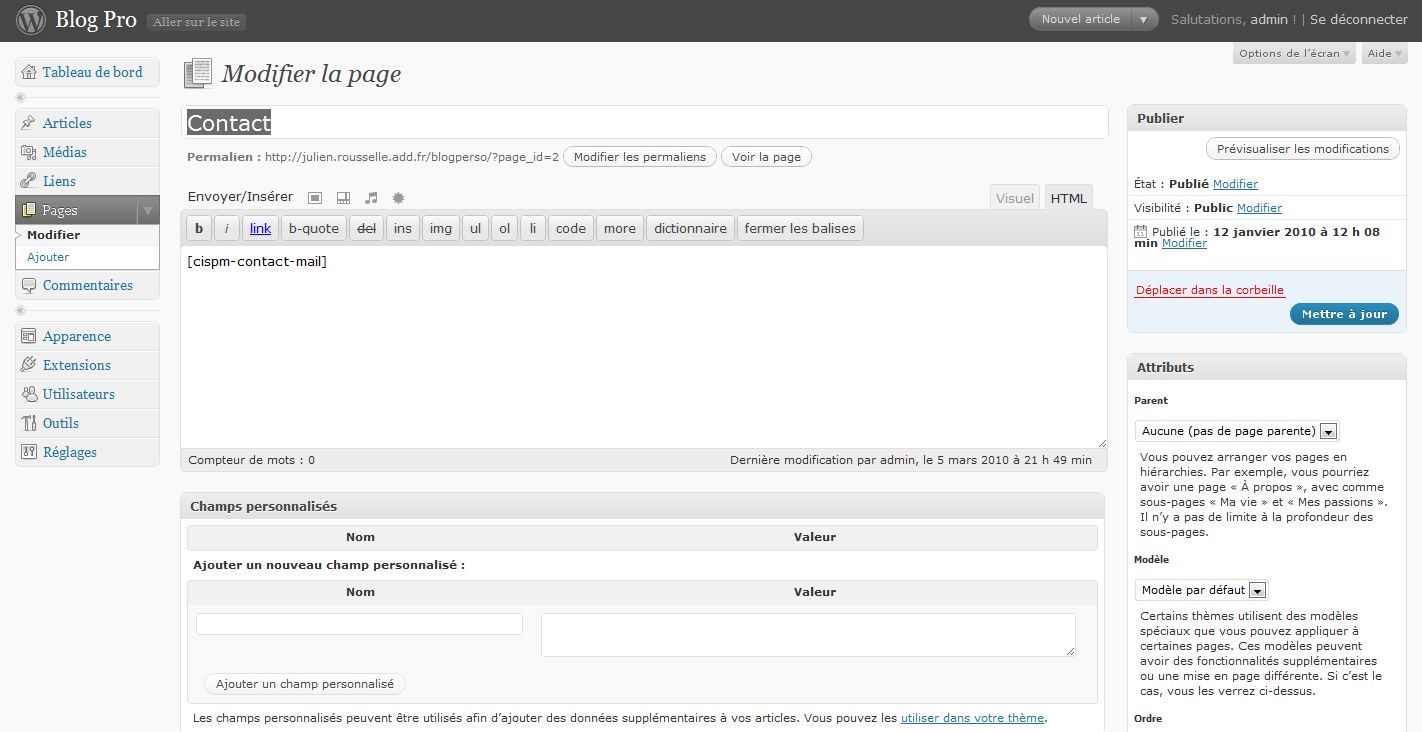 Blog Pro Aller sur le site
Nouvel article Salutations, admin ! | Se déconnecter
Options de l'écran Aide
Tableau de bord
Articles
Médias
Liens
Pages
Modifier
Ajouter
Commentaires
Apparence
Extensions
Utilisateurs
Outils
Réglages
Modifier la page
Contact
Permalien : http://julien.rousselle.add.fr/blogperso/?page_id=2 Modifier les permaliens Voir la page
Envoyer/Insérer Visuel HTML
b i link b-quote del ins img ul ol li code more dictionnaire fermer les balises
[cispm-contact-mail]
Compteur de mots : 0 Dernière modification par admin, le 5 mars 2010 à 21 h 49 min
Champs personnalisés
Nom Valeur
Ajouter un nouveau champ personnalisé :
Nom Valeur
Ajouter un champ personnalisé
Les champs personnalisés peuvent être utilisés afin d'ajouter des données supplémentaires à vos articles. Vous pouvez les utiliser dans votre thème.
Publier
Prévisualiser les modifications
État : Publié Modifier
Visibilité : Public Modifier
Publié le : 12 janvier 2010 à 12 h 08
min Modifier
Déplacer dans la corbeille
Mettre à jour
Attributs
Parent
Aucune (pas de page parente)
Vous pouvez arranger vos pages en
hiérarchies. Par exemple, vous pourriez
avoir une page « À propos », avec comme
sous-pages « Ma vie » et « Mes passions ».
Il n'y a pas de limite à la profondeur des
sous-pages.
Modèle
Modèle par défaut
Certains thèmes utilisent des modèles
spéciaux que vous pouvez appliquer à
certaines pages. Ces modèles peuvent
avoir des fonctionnalités supplémentaires
ou une mise en page différente. Si c'est le
cas, vous les verrez ci-dessus.
Ordre